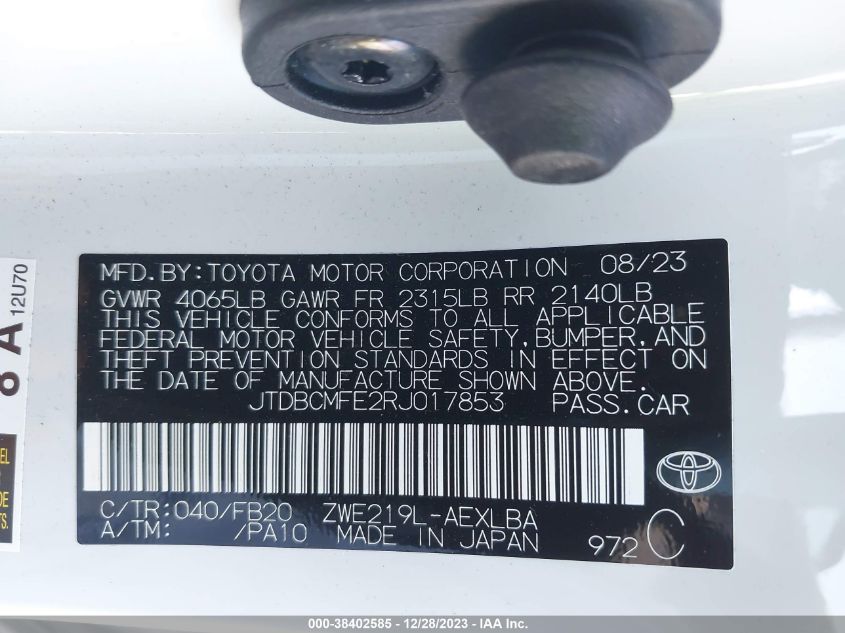 MFD.BY:TOYOTA MOTOR CORPORATION 08/23
GVWR 4065LB GAWR FR 2315LB RR 2140LB
THIS VEHICLE CONFORMS TO ALL APPLICABLE
FEDERAL MOTOR VEHICLE SAFETY,BUMPER,AND
THEFT PREVENTION STANDARDS IN EFFECT ON
THE DATE OF MANUFACTURE SHOWN ABOVE.
JTDBCMFE2RJ017853 PASS.CAR
C/TR:040/FB20 ZWE219L-AEXLBA
A/TM: /PA10 MADE IN JAPAN 972 C
8 A 12U70
000-38402585 - 12/28/2023 - IAA Inc.